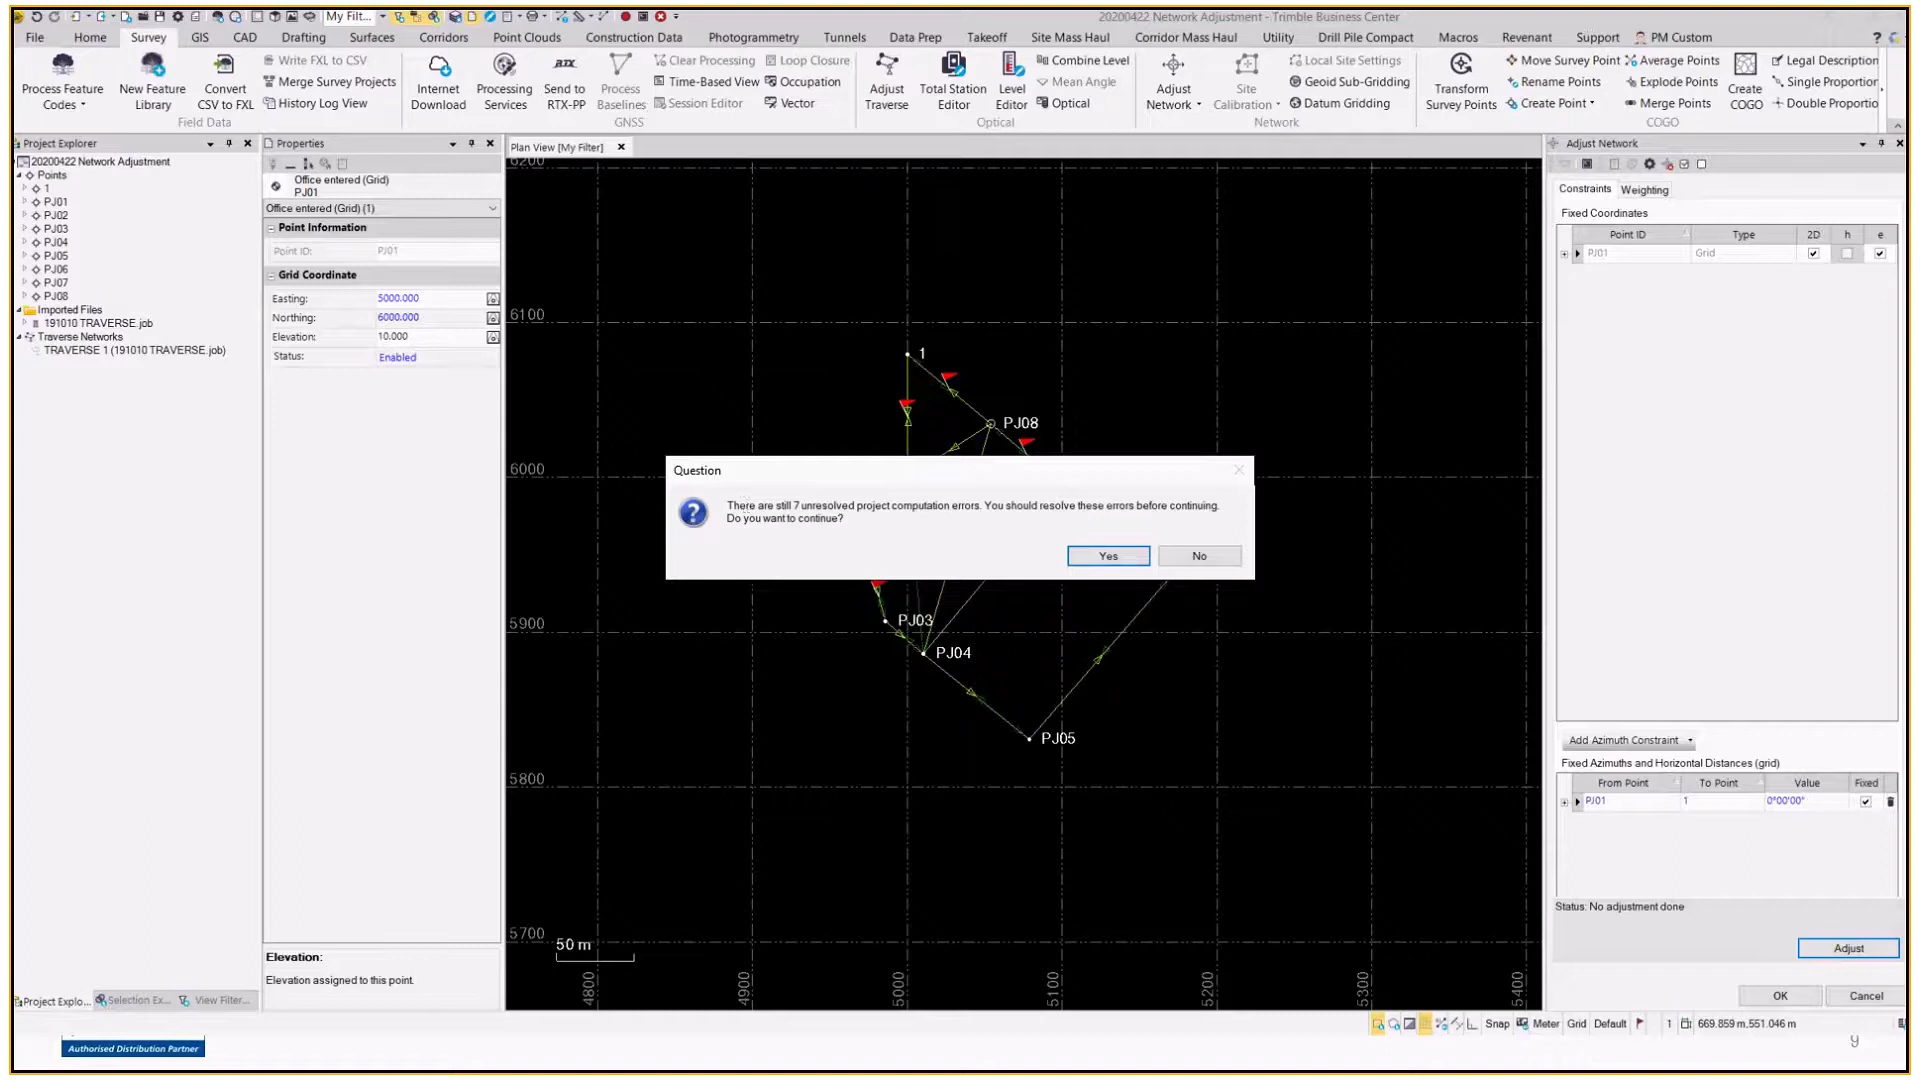 My Filt...
20200422 Network Adjustment - Trimble Business Center
File Home Survey GIS CAD Drafting Surfaces Corridors Point Clouds Construction Data Photogrammetry Tunnels Data Prep Takeoff Site Mass Haul Corridor Mass Haul Utility Drill Pile Compact Macros Revenant Support PM Custom
Process Feature Codes
New Feature Library
Convert CSV to FXL
Write FXL to CSV
Merge Survey Projects
History Log View
Field Data
Internet Download
Processing Services
RTX
Send to RTX-PP
Process Baselines
Clear Processing
Time-Based View
Session Editor
Loop Closure
Occupation
Vector
GNSS
Adjust Traverse
Total Station Editor
Level Editor
Combine Level
Mean Angle
Optical
Optical
Adjust Network
Site Calibration
Local Site Settings
Geoid Sub-Gridding
Datum Gridding
Network
Transform Survey Points
Move Survey Point
Rename Points
Create Point
Average Points
Explode Points
Merge Points
Create COGO
Legal Description
Single Proportion
Double Proportio
COGO
Project Explorer
20200422 Network Adjustment
Points
1
PJ01
PJ02
PJ03
PJ04
PJ05
PJ06
PJ07
PJ08
Imported Files
191010 TRAVERSE.job
Traverse Networks
TRAVERSE 1 (191010 TRAVERSE.job)
Project Explo...
Selection Ex...
View Filter...
Properties
Office entered (Grid)
PJ01
Office entered (Grid) (1)
Point Information
Point ID: PJ01
Grid Coordinate
Easting: 5000.000
Northing: 6000.000
Elevation: 10.000
Status: Enabled
Elevation:
Elevation assigned to this point.
Plan View [My Filter]
6200
6100
6000
5900
5800
5700
1
PJ08
PJ03
PJ04
PJ05
50 m
4800
4900
5000
5100
5200
5300
5400
Question
There are still 7 unresolved project computation errors. You should resolve these errors before continuing.
Do you want to continue?
Yes
No
Adjust Network
Constraints Weighting
Fixed Coordinates
Point ID Type 2D h e
PJ01 Grid
Add Azimuth Constraint
Fixed Azimuths and Horizontal Distances (grid)
From Point To Point Value Fixed
PJ01 1 0°00'00"
Status: No adjustment done
Adjust
OK
Cancel
Snap Meter Grid Default 1 669.859 m,551.046 m
Authorised Distribution Partner
9